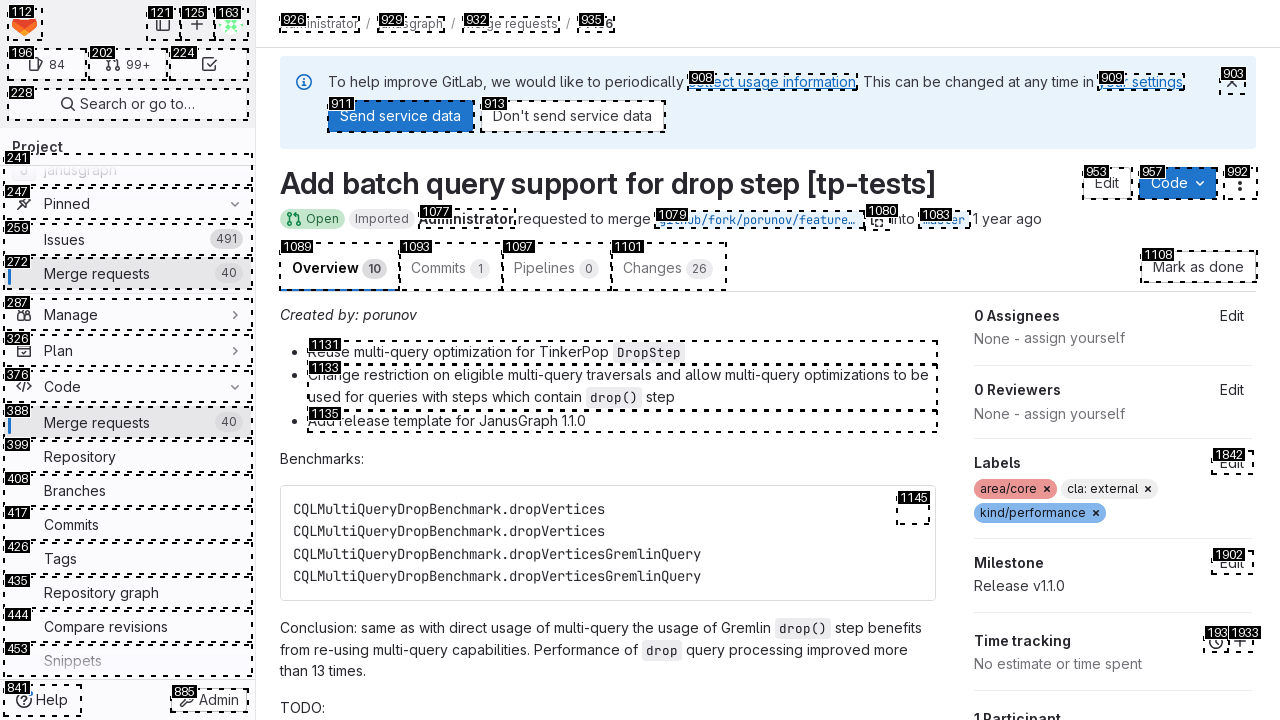 112
121
125
163
196
84
202
99+
224
228
Search or go to…
Project
241
janusgraph
247
Pinned
259
Issues
491
272
Merge requests
40
287
Manage
326
Plan
376
Code
388
Merge requests
40
399
Repository
408
Branches
417
Commits
426
Tags
435
Repository graph
444
Compare revisions
453
Snippets
841
Help
885
Admin
926
/
929
/
932
Merge requests
/
935
To help improve GitLab, we would like to periodically
908
collect usage information
. This can be changed at any time in
909
your settings
.
903
911
Send service data
913
Don't send service data
Add batch query support for drop step [tp-tests]
953
Edit
957
Code
992
Open
Imported
1077
Administrator
requested to merge
1079
github/fork/porunov/feature…
1080
into
1083
master
1 year ago
1089
Overview 10
1093
Commits 1
1097
Pipelines 0
1101
Changes 26
1108
Mark as done
Created by: porunov
1131
Reuse multi-query optimization for TinkerPop DropStep
1133
Change restriction on eligible multi-query traversals and allow multi-query optimizations to be
used for queries with steps which contain drop() step
1135
Add release template for JanusGraph 1.1.0
Benchmarks:
1145
CQLMultiQueryDropBenchmark.dropVertices
CQLMultiQueryDropBenchmark.dropVertices
CQLMultiQueryDropBenchmark.dropVerticesGremlinQuery
CQLMultiQueryDropBenchmark.dropVerticesGremlinQuery
Conclusion: same as with direct usage of multi-query the usage of Gremlin drop() step benefits
from re-using multi-query capabilities. Performance of drop query processing improved more
than 13 times.
TODO:
0 Assignees
Edit
None - assign yourself
0 Reviewers
Edit
None - assign yourself
1842
Labels
Edit
area/core ×
cla: external ×
kind/performance ×
1902
Milestone
Edit
Release v1.1.0
193
1933
Time tracking
No estimate or time spent
1 Participant